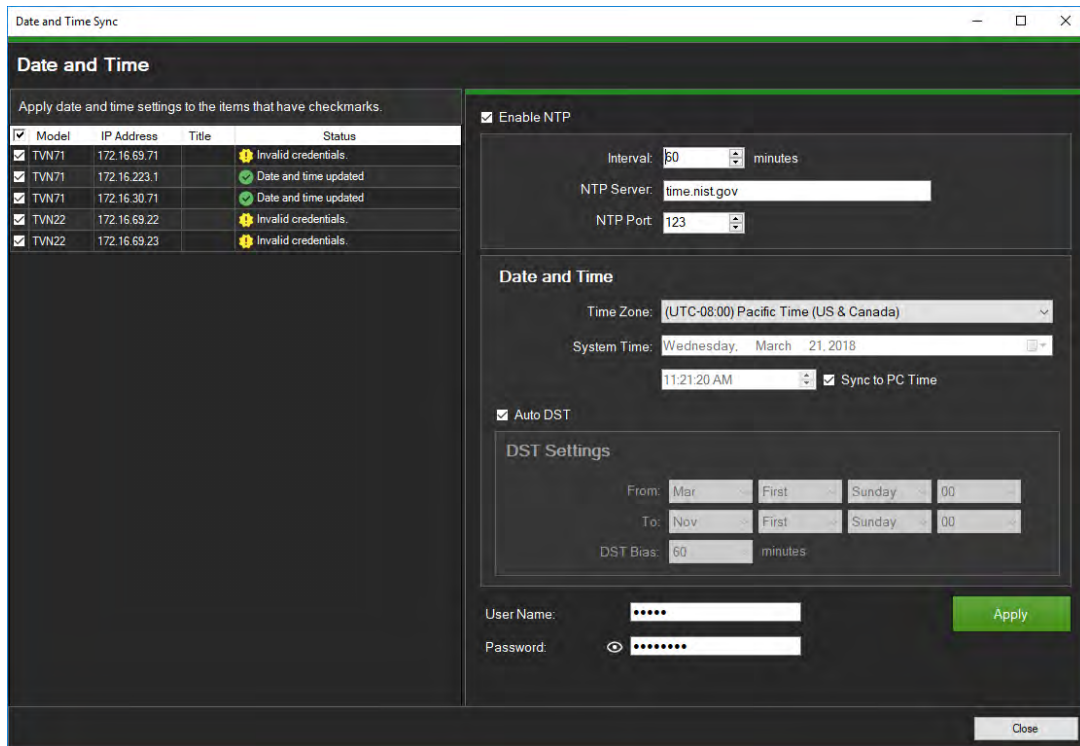 Date and Time Sync
Date and Time
Apply date and time settings to the items that have checkmarks.
Model IP Address Title Status
TVN71 172.16.69.71 Invalid credentials.
TVN71 172.16.223.1 Date and time updated
TVN71 172.16.30.71 Date and time updated
TVN22 172.16.69.22 Invalid credentials.
TVN22 172.16.69.23 Invalid credentials.
Enable NTP
Interval: 60 minutes
NTP Server: time.nist.gov
NTP Port: 123
Date and Time
Time Zone: (UTC-08:00) Pacific Time (US & Canada)
System Time: Wednesday, March 21, 2018
11:21:20 AM Sync to PC Time
Auto DST
DST Settings
From: Mar First Sunday 00
To: Nov First Sunday 00
DST Bias: 60 minutes
User Name: •••••
Apply
Password: ••••••••
Close